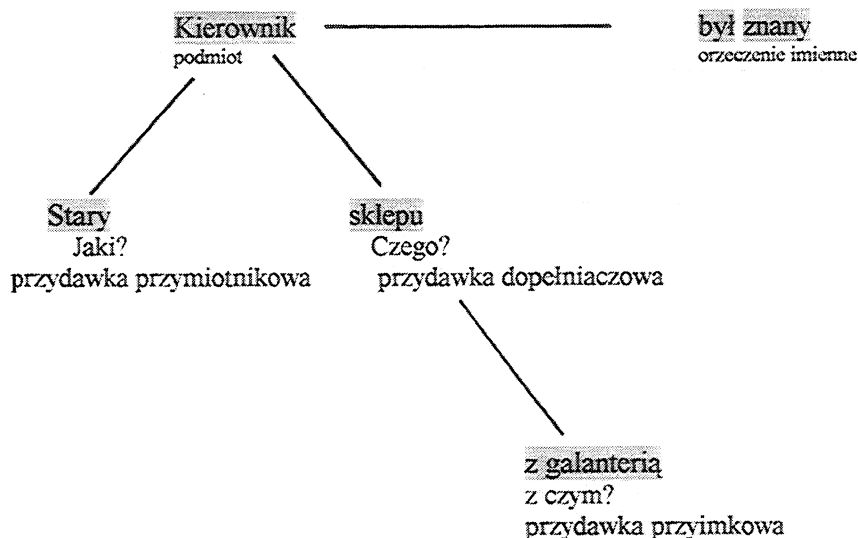 Kierownik był znany
podmiot orzeczenie imienne
Stary sklepu
Jaki? Czego?
przydawka przymiotnikowa przydawka dopełniaczowa
z galanterią
z czym?
przydawka przyimkowa